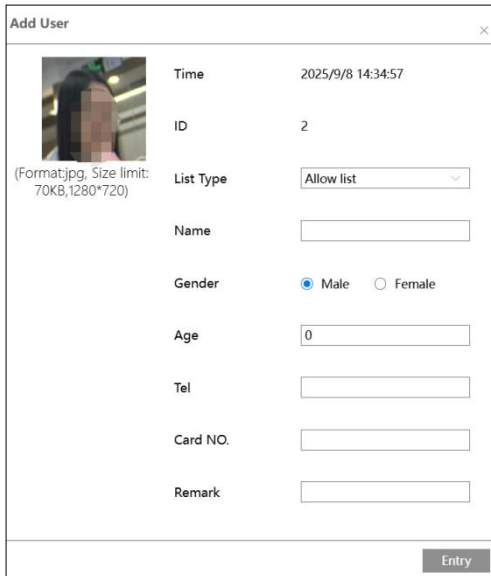 Add User
×
Time 2025/9/8 14:34:57
ID 2
(Format:jpg, Size limit:
70KB,1280*720)
List Type Allow list
Name
Gender Male Female
Age 0
Tel
Card NO.
Remark
Entry